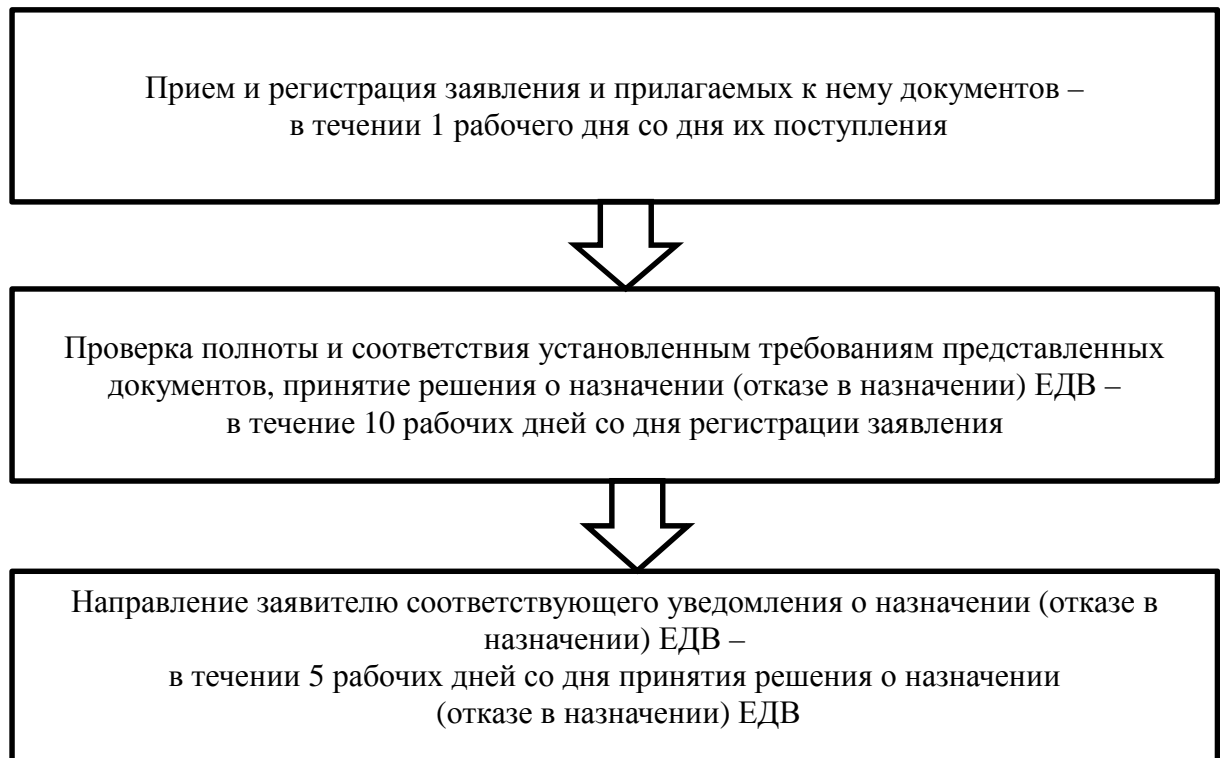 Прием и регистрация заявления и прилагаемых к нему документов –
в течении 1 рабочего дня со дня их поступления
Проверка полноты и соответствия установленным требованиям представленных
документов, принятие решения о назначении (отказе в назначении) ЕДВ –
в течение 10 рабочих дней со дня регистрации заявления
Направление заявителю соответствующего уведомления о назначении (отказе в
назначении) ЕДВ –
в течении 5 рабочих дней со дня принятия решения о назначении
(отказе в назначении) ЕДВ